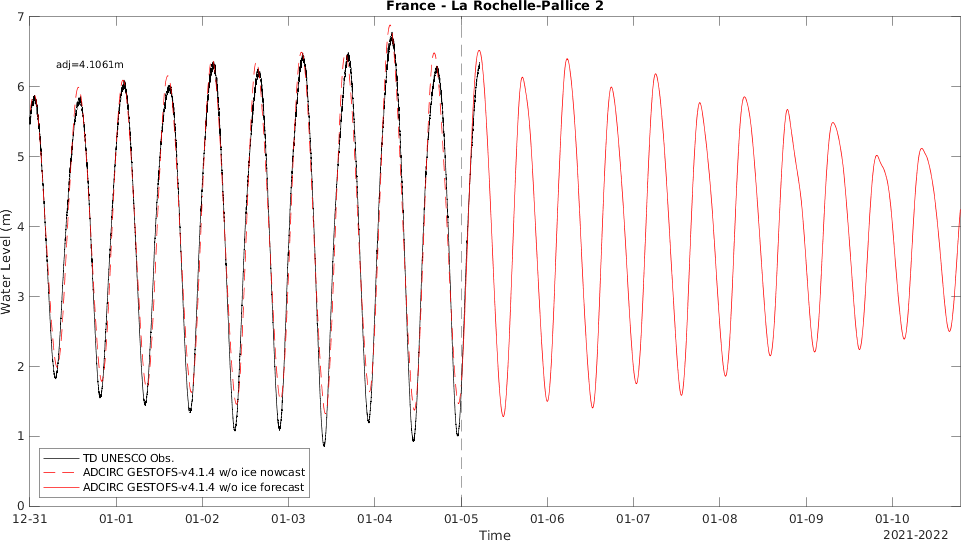 France - La Rochelle-Pallice 2
adj=4.1061m
7
6
5
4
3
2
1
0
Water Level (m)
TD UNESCO Obs.
ADCIRC GESTOFS-v4.1.4 w/o ice nowcast
ADCIRC GESTOFS-v4.1.4 w/o ice forecast
12-31 01-01 01-02 01-03 01-04 01-05 01-06 01-07 01-08 01-09 01-10
2021-2022
Time